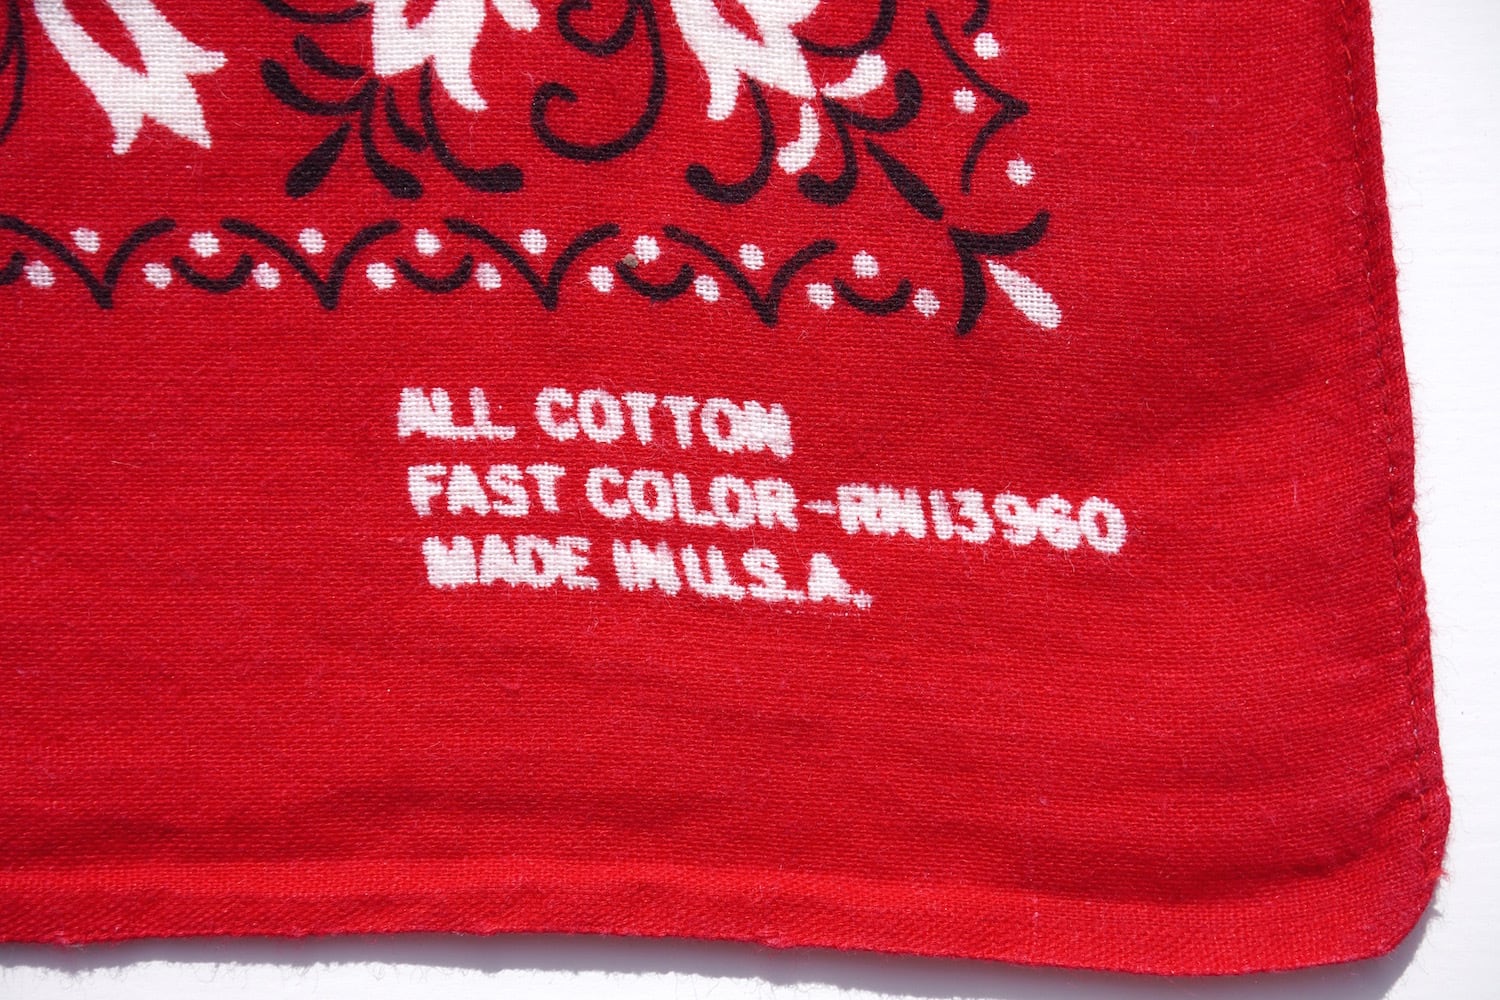 ALL COTTON
FAST COLOR-RN13960
MADE IN U.S.A.